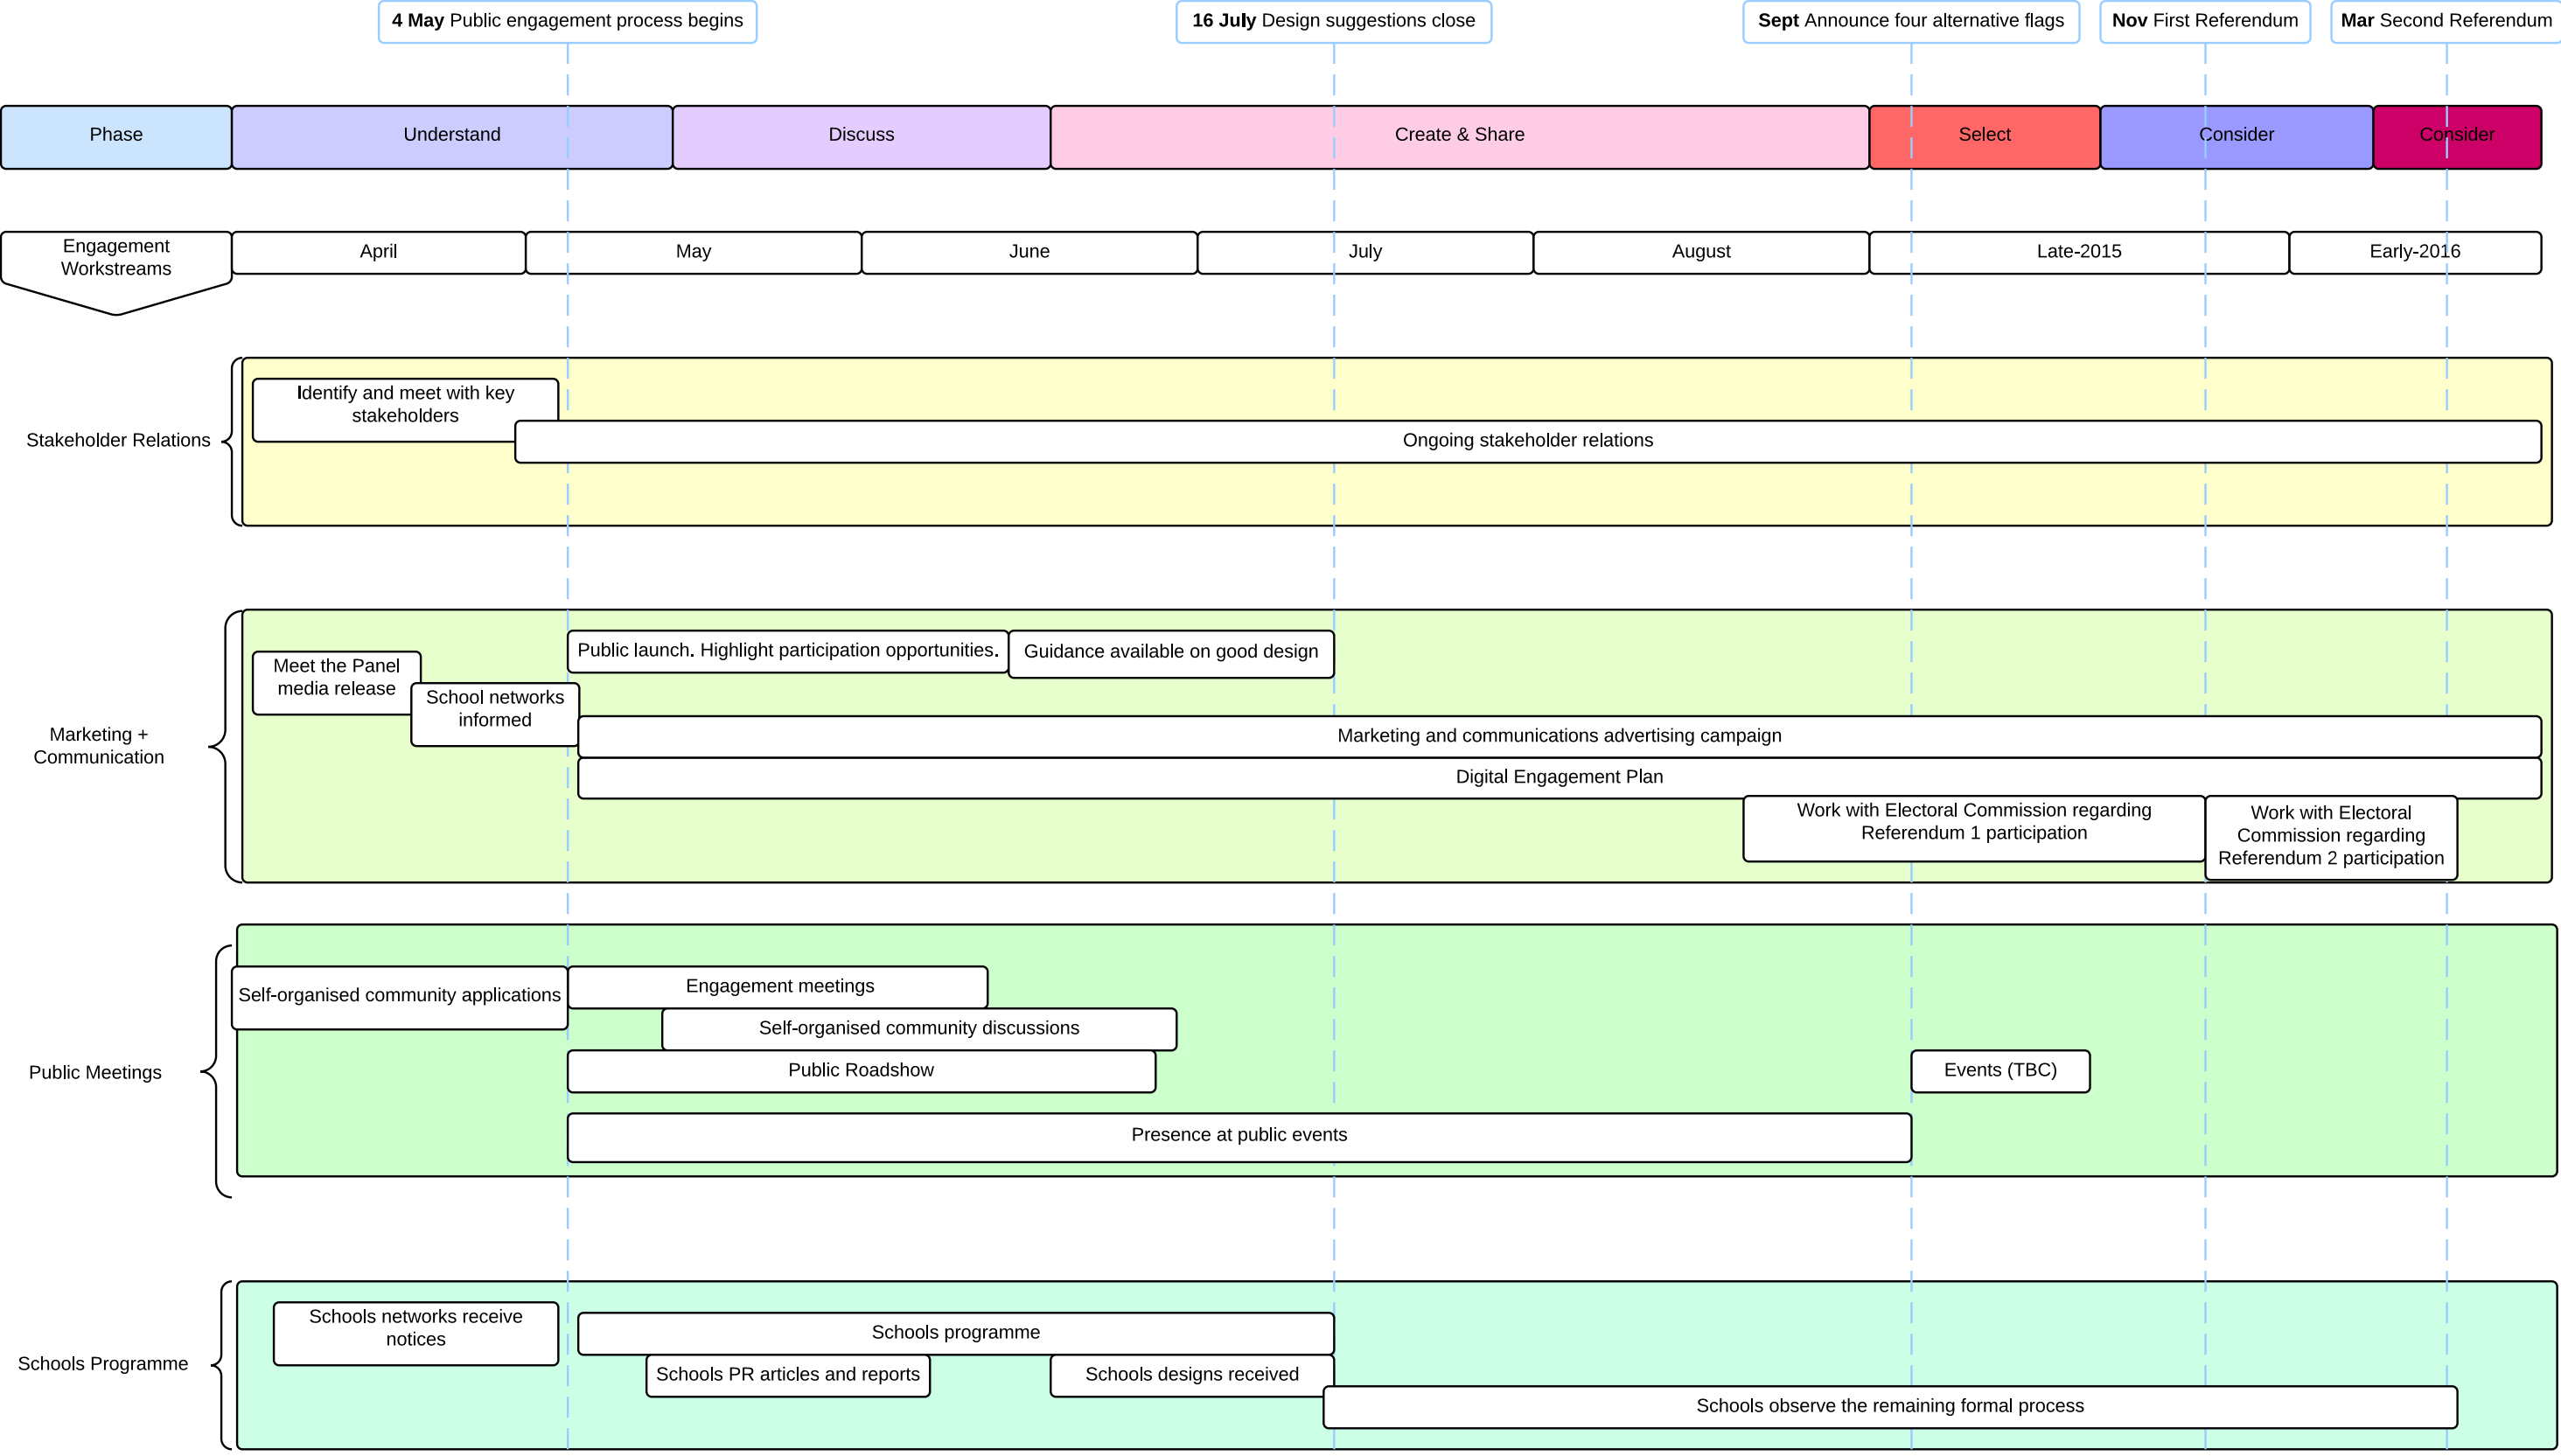 4 May Public engagement process begins
16 July Design suggestions close
Sept Announce four alternative flags
Nov First Referendum
Mar Second Referendum
Phase
Understand
Discuss
Create & Share
Select
Consider
Consider
Engagement
Workstreams
April
May
June
July
August
Late-2015
Early-2016
Stakeholder Relations
Identify and meet with key
stakeholders
Ongoing stakeholder relations
Marketing +
Communication
Public launch. Highlight participation opportunities.
Guidance available on good design
Meet the Panel
media release
School networks
informed
Marketing and communications advertising campaign
Digital Engagement Plan
Work with Electoral Commission regarding
Referendum 1 participation
Work with Electoral
Commission regarding
Referendum 2 participation
Public Meetings
Self-organised community applications
Engagement meetings
Self-organised community discussions
Public Roadshow
Events (TBC)
Presence at public events
Schools Programme
Schools networks receive
notices
Schools programme
Schools PR articles and reports
Schools designs received
Schools observe the remaining formal process